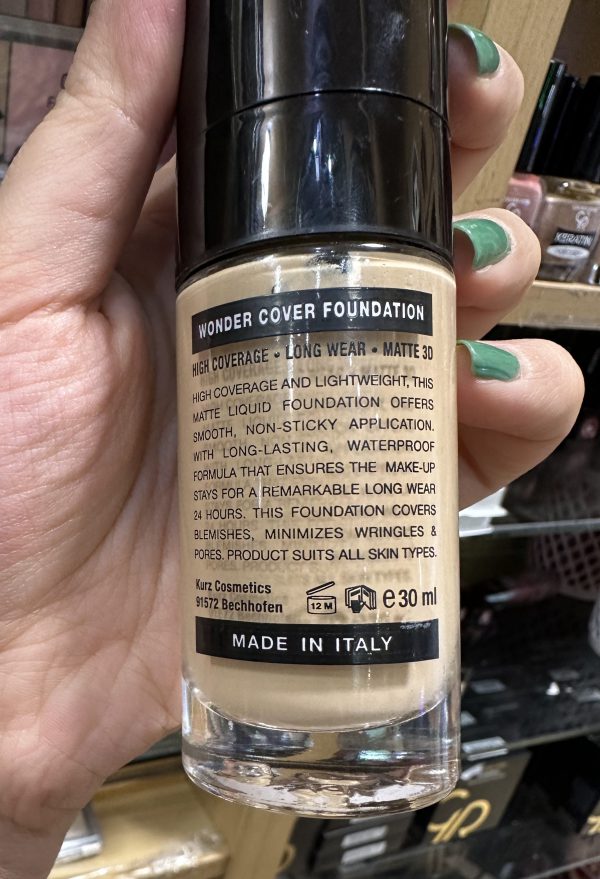 WONDER COVER FOUNDATION
HIGH COVERAGE • LONG WEAR • MATTE 3D
HIGH COVERAGE AND LIGHTWEIGHT, THIS
MATTE LIQUID FOUNDATION OFFERS
SMOOTH, NON-STICKY APPLICATION.
WITH LONG-LASTING, WATERPROOF
FORMULA THAT ENSURES THE MAKE-UP
STAYS FOR A REMARKABLE LONG WEAR
24 HOURS. THIS FOUNDATION COVERS
BLEMISHES, MINIMIZES WRINGLES &
PORES. PRODUCT SUITS ALL SKIN TYPES.
Kurz Cosmetics
91572 Bechhofen
12 M
e 30 ml
MADE IN ITALY
KERATIN